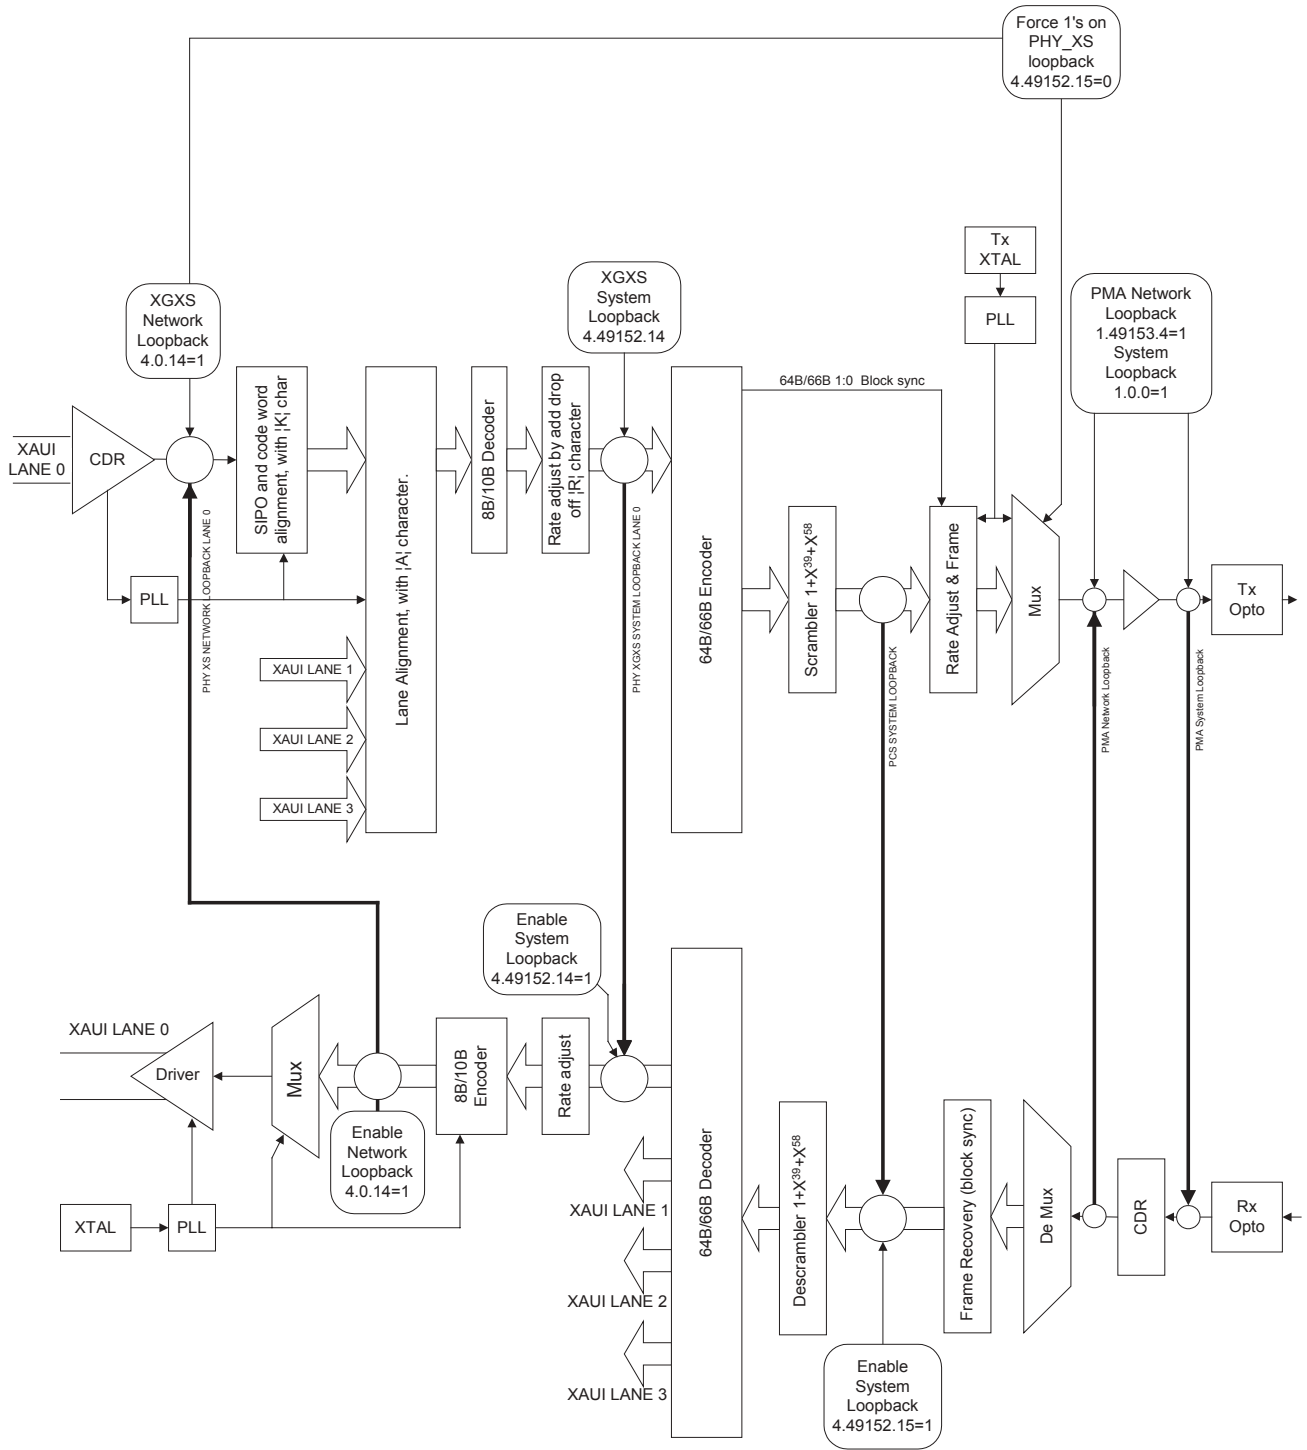 Force 1's on
PHY_XS
loopback
4.49152.15=0
Tx
XTAL
PLL
XGXS
Network
Loopback
4.0.14=1
XGXS
System
Loopback
4.49152.14
PMA Network
Loopback
1.49153.4=1
System
Loopback
1.0.0=1
XAUI
LANE 0
CDR
SIPO and code word
alignment, with ¦K¦ char
Lane Alignment, with ¦A¦ character.
8B/10B Decoder
Rate adjust by add drop
off ¦R¦ character
64B/66B Encoder
64B/66B 1:0 Block sync
Scrambler 1+X39+X58
Rate Adjust & Frame
Mux
Tx
Opto
PLL
PHY XS NETWORK LOOPBACK LANE 0
PHY XGXS SYSTEM LOOPBACK LANE 0
PCS SYSTEM LOOPBACK
PMA Network Loopback
PMA System Loopback
XAUI LANE 1
XAUI LANE 2
XAUI LANE 3
Enable
System
Loopback
4.49152.14=1
XAUI LANE 0
Driver
Mux
8B/10B
Encoder
Rate adjust
64B/66B Decoder
Descrambler 1+X39+X58
Frame Recovery (block sync)
De Mux
CDR
Rx
Opto
Enable
Network
Loopback
4.0.14=1
XTAL
PLL
XAUI LANE 1
XAUI LANE 2
XAUI LANE 3
Enable
System
Loopback
4.49152.15=1